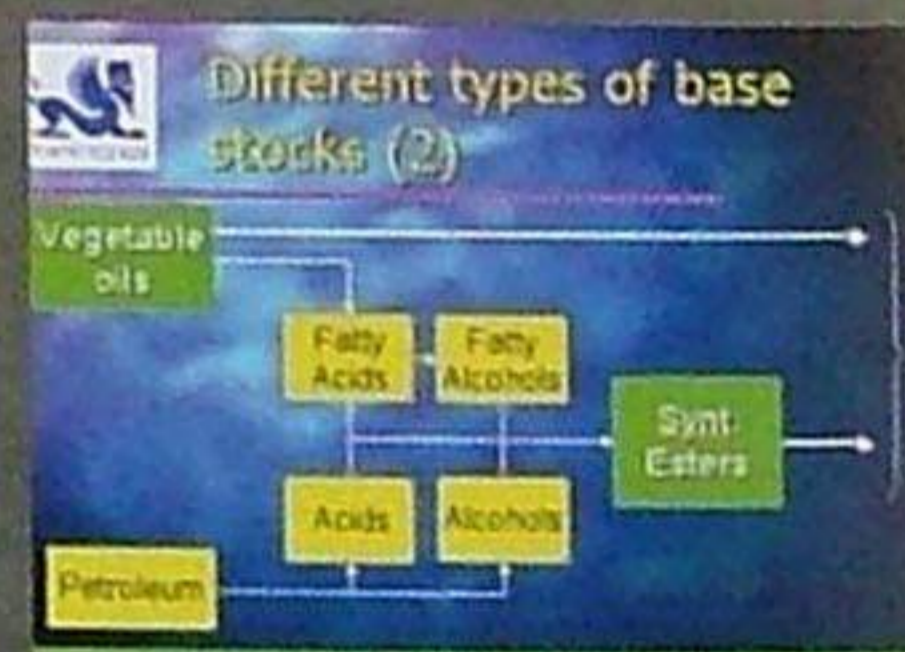 Different types of base
stocks (2)
Vegetable
oils
Fatty
Acids
Fatty
Alcohols
Synt
Esters
Acids
Alcohols
Petroleum